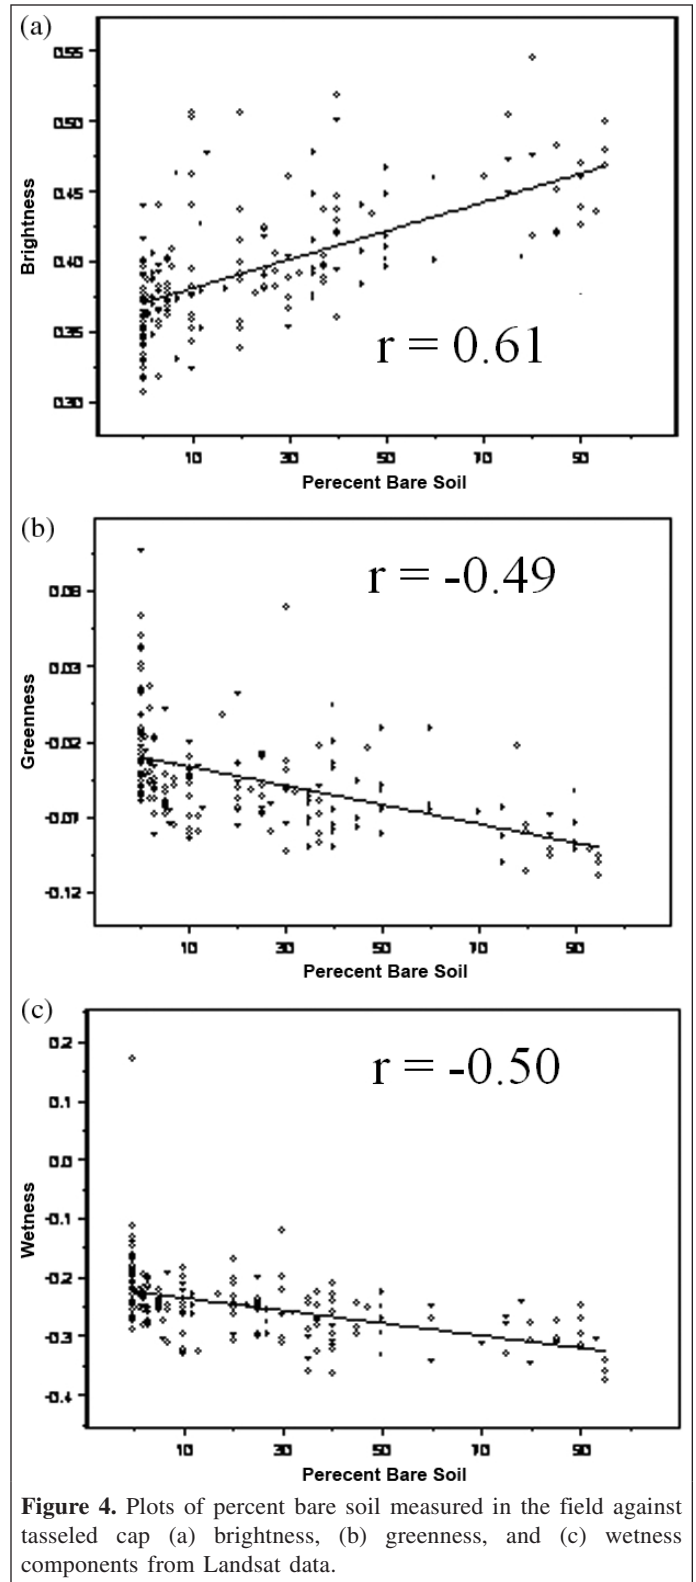 (a)
0.55
0.50
0.45
0.40
0.35
0.30
Brightness
r = 0.61
10 30 50 70 90
Perecent Bare Soil
(b)
0.08
0.03
-0.02
-0.07
-0.12
Greenness
r = -0.49
10 30 50 70 90
Perecent Bare Soil
(c)
0.2
0.1
0.0
-0.1
-0.2
-0.3
-0.4
Wetness
r = -0.50
10 30 50 70 90
Perecent Bare Soil
Figure 4. Plots of percent bare soil measured in the field against
tasseled cap (a) brightness, (b) greenness, and (c) wetness
components from Landsat data.